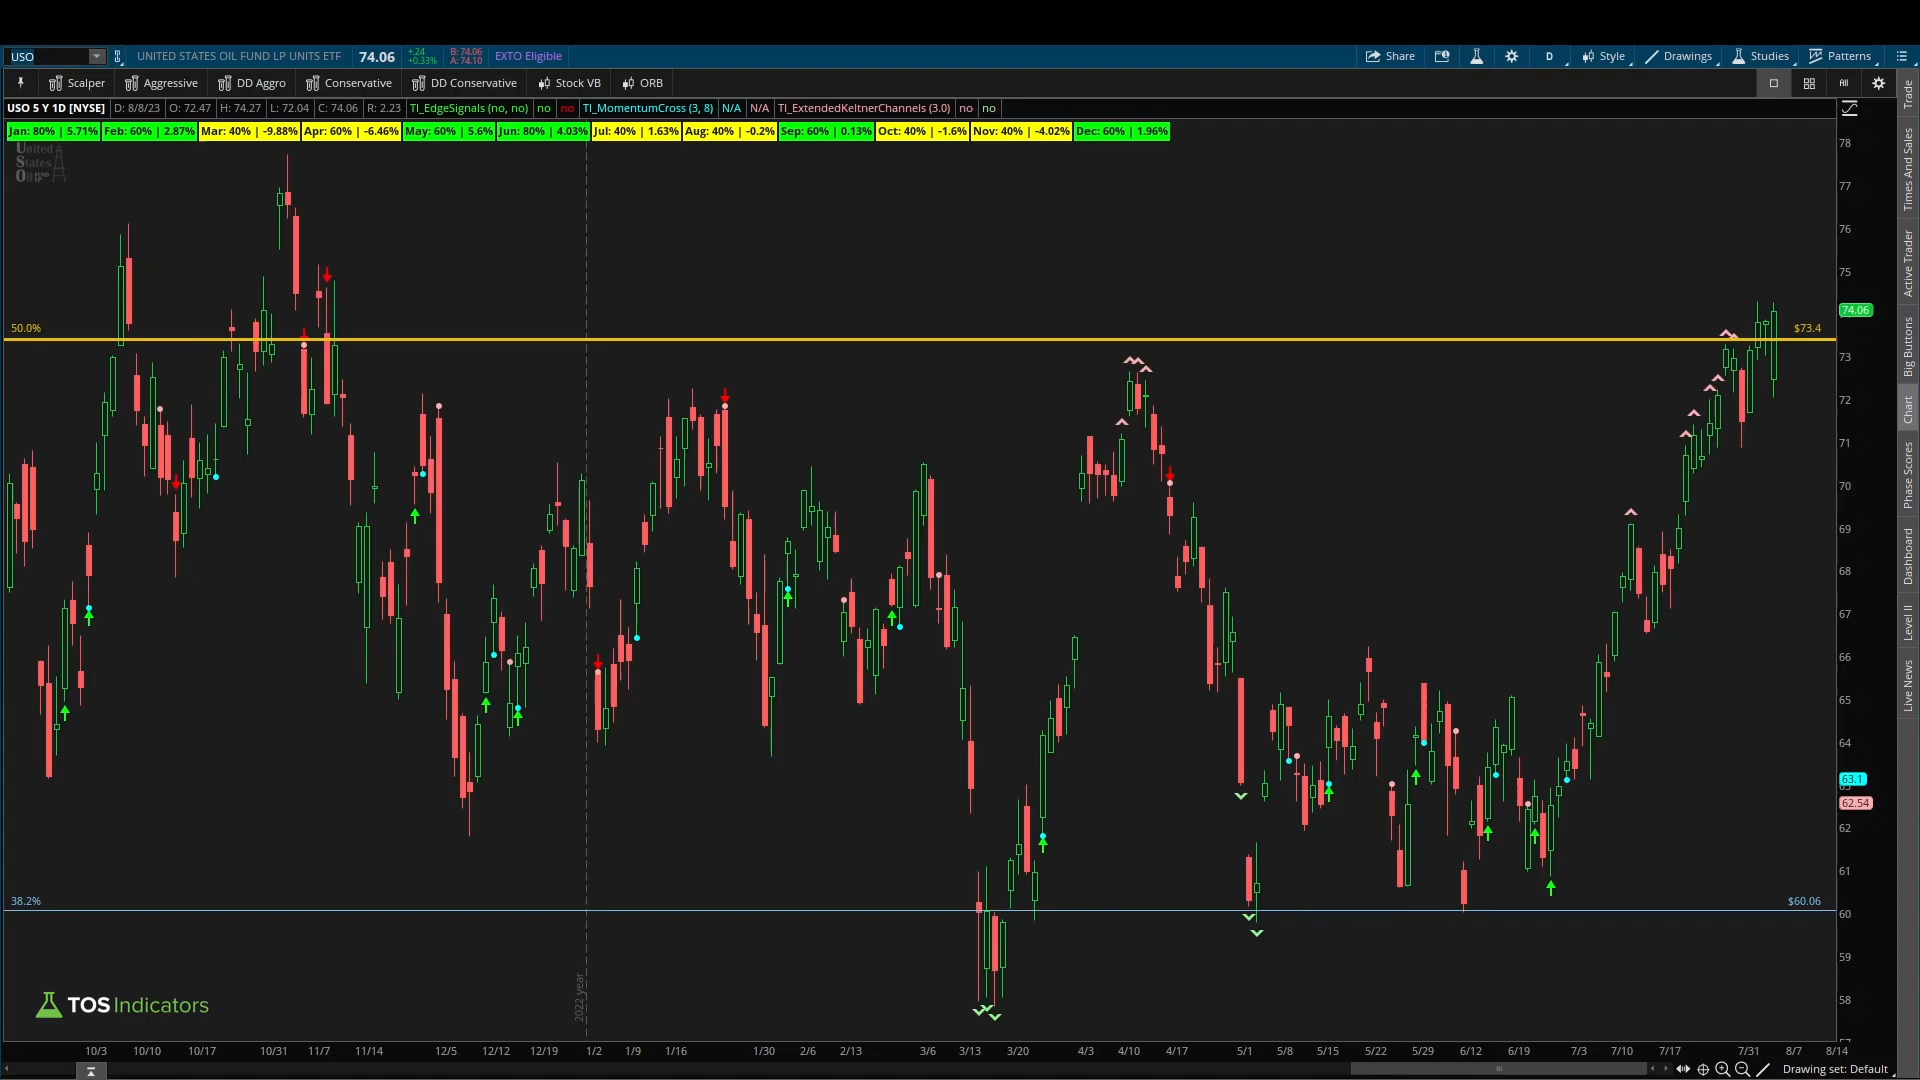 USO UNITED STATES OIL FUND LP UNITS ETF 74.06 +.24 +0.33% B: 74.06 A: 74.10 EXTO Eligible Share D Style Drawings Studies Patterns
Scalper Aggressive DD Aggro Conservative DD Conservative Stock VB ORB All
USO 5 Y 1D [NYSE] D: 8/8/23 O: 72.47 H: 74.27 L: 72.04 C: 74.06 R: 2.23 TI_EdgeSignals (no, no) no no TI_MomentumCross (3, 8) N/A N/A TI_ExtendedKeltnerChannels (3.0) no no
Jan: 80% | 5.71% Feb: 60% | 2.87% Mar: 40% | -9.88% Apr: 60% | -6.46% May: 60% | 5.6% Jun: 80% | 4.03% Jul: 40% | 1.63% Aug: 40% | -0.2% Sep: 60% | 0.13% Oct: 40% | -1.6% Nov: 40% | -4.02% Dec: 60% | 1.96%
United
States
Oil Fund
78
77
76
75
74.06
50.0% $73.4
73
72
71
70
69
68
67
66
65
64
63.1
62.54
62
61
38.2% $60.06
60
59
58
2022 year
TOS Indicators
10/3 10/10 10/17 10/31 11/7 11/14 12/5 12/12 12/19 1/2 1/9 1/16 1/30 2/6 2/13 3/6 3/13 3/20 4/3 4/10 4/17 5/1 5/8 5/15 5/22 5/29 6/12 6/19 7/3 7/10 7/17 7/31 8/7 8/14
Drawing set: Default
Trade
Times And Sales
Active Trader
Big Buttons
Chart
Phase Scores
Dashboard
Level II
Live News